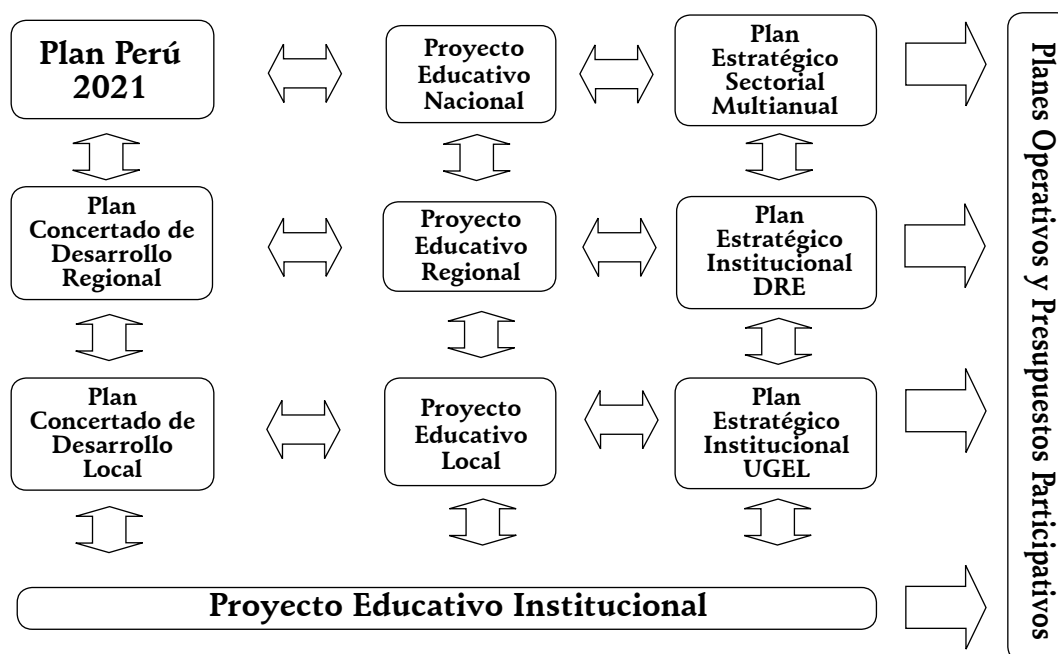 Plan Perú
2021
Proyecto
Educativo
Nacional
Plan
Estratégico
Sectorial
Multianual
Plan
Concertado de
Desarrollo
Regional
Proyecto
Educativo
Regional
Plan
Estratégico
Institucional
DRE
Plan
Concertado de
Desarrollo
Local
Proyecto
Educativo
Local
Plan
Estratégico
Institucional
UGEL
Proyecto Educativo Institucional
Planes Operativos y Presupuestos Participativos